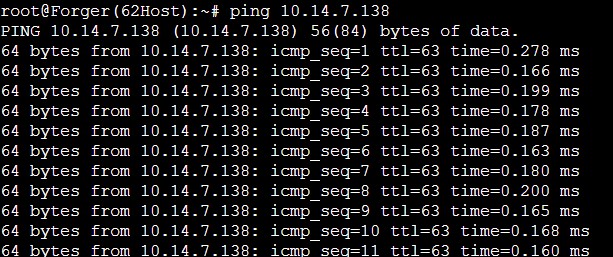 root@Forger(62Host):~# ping 10.14.7.138
PING 10.14.7.138 (10.14.7.138) 56(84) bytes of data.
64 bytes from 10.14.7.138: icmp_seq=1 ttl=63 time=0.278 ms
64 bytes from 10.14.7.138: icmp_seq=2 ttl=63 time=0.166 ms
64 bytes from 10.14.7.138: icmp_seq=3 ttl=63 time=0.199 ms
64 bytes from 10.14.7.138: icmp_seq=4 ttl=63 time=0.178 ms
64 bytes from 10.14.7.138: icmp_seq=5 ttl=63 time=0.187 ms
64 bytes from 10.14.7.138: icmp_seq=6 ttl=63 time=0.163 ms
64 bytes from 10.14.7.138: icmp_seq=7 ttl=63 time=0.180 ms
64 bytes from 10.14.7.138: icmp_seq=8 ttl=63 time=0.200 ms
64 bytes from 10.14.7.138: icmp_seq=9 ttl=63 time=0.165 ms
64 bytes from 10.14.7.138: icmp_seq=10 ttl=63 time=0.168 ms
64 bytes from 10.14.7.138: icmp_seq=11 ttl=63 time=0.160 ms